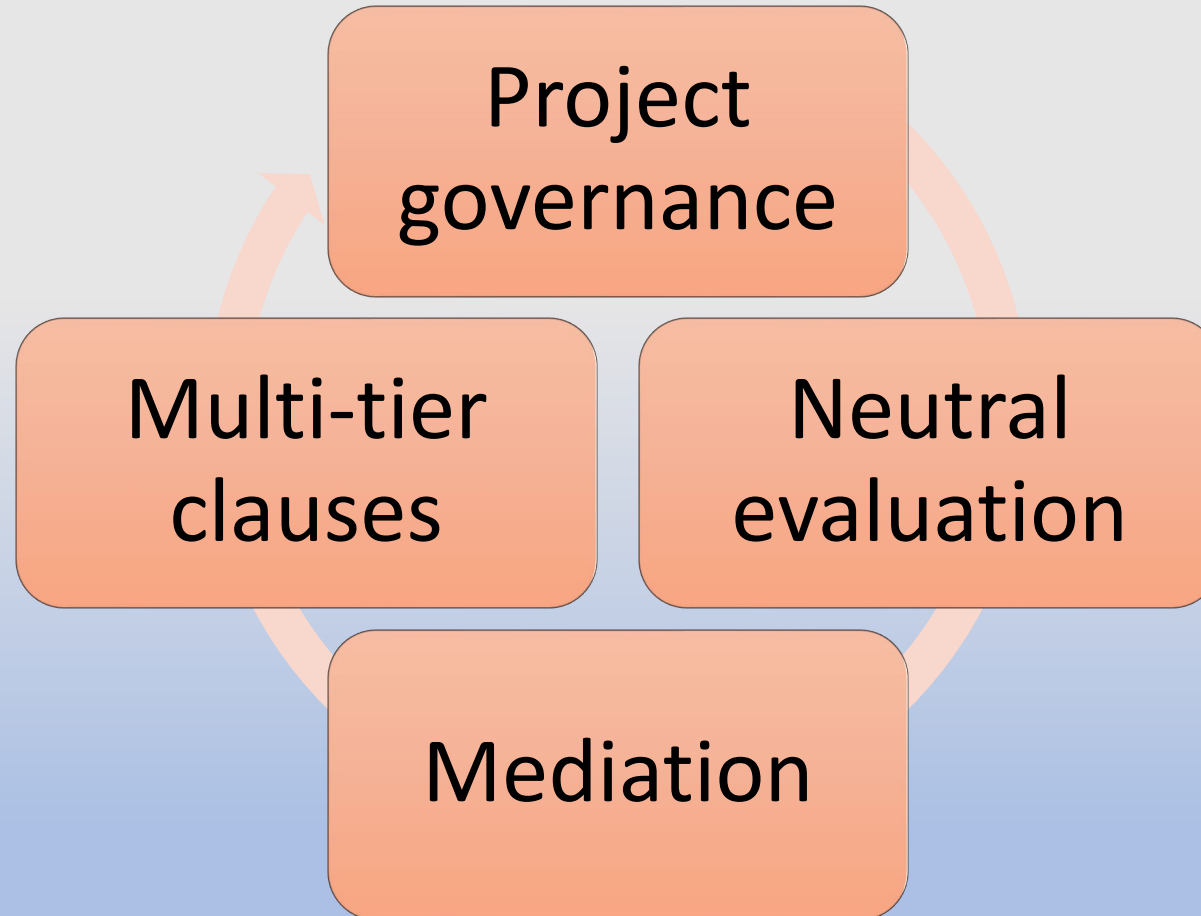 Project
governance
Multi-tier
clauses
Neutral
evaluation
Mediation